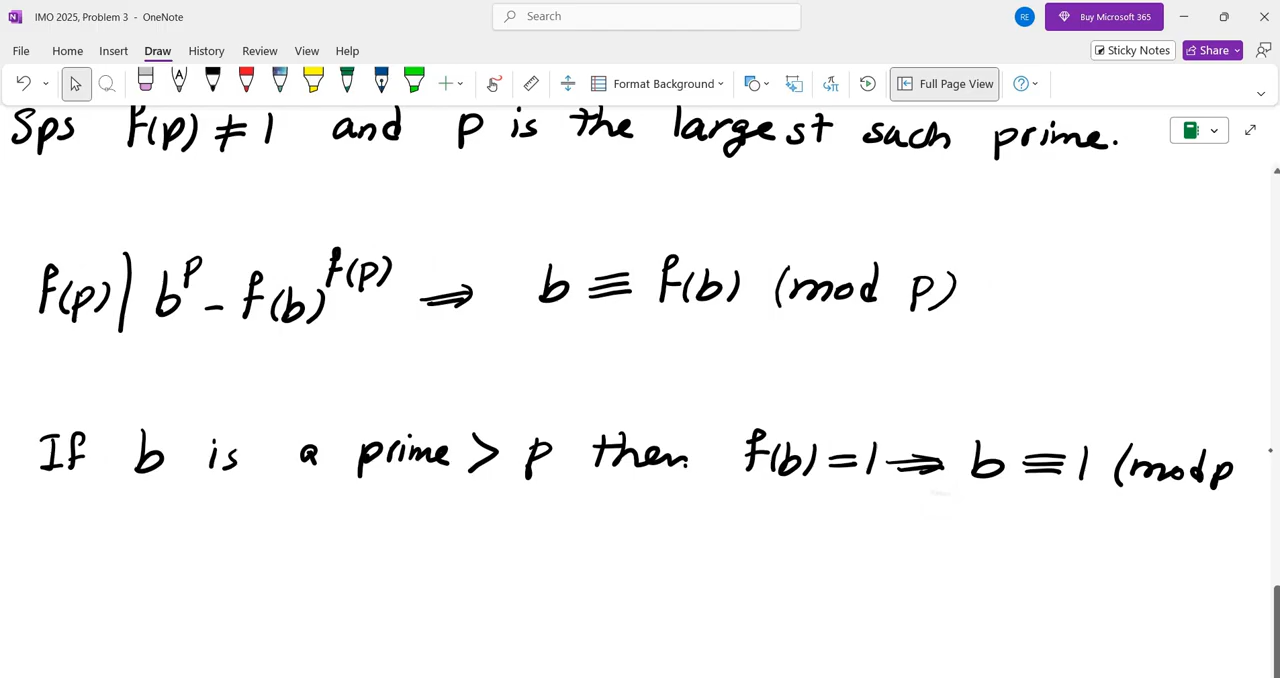 IMO 2025, Problem 3 - OneNote
Search
RE
Buy Microsoft 365
File Home Insert Draw History Review View Help
Sticky Notes
Share
Format Background
Full Page View
Sps f(p) ≠ 1 and p is the largest such prime.
f(p) | b^p - f(b)^f(p) ⇒ b ≡ f(b) (mod p)
If b is a prime > p then f(b) = 1 ⇒ b ≡ 1 (mod p